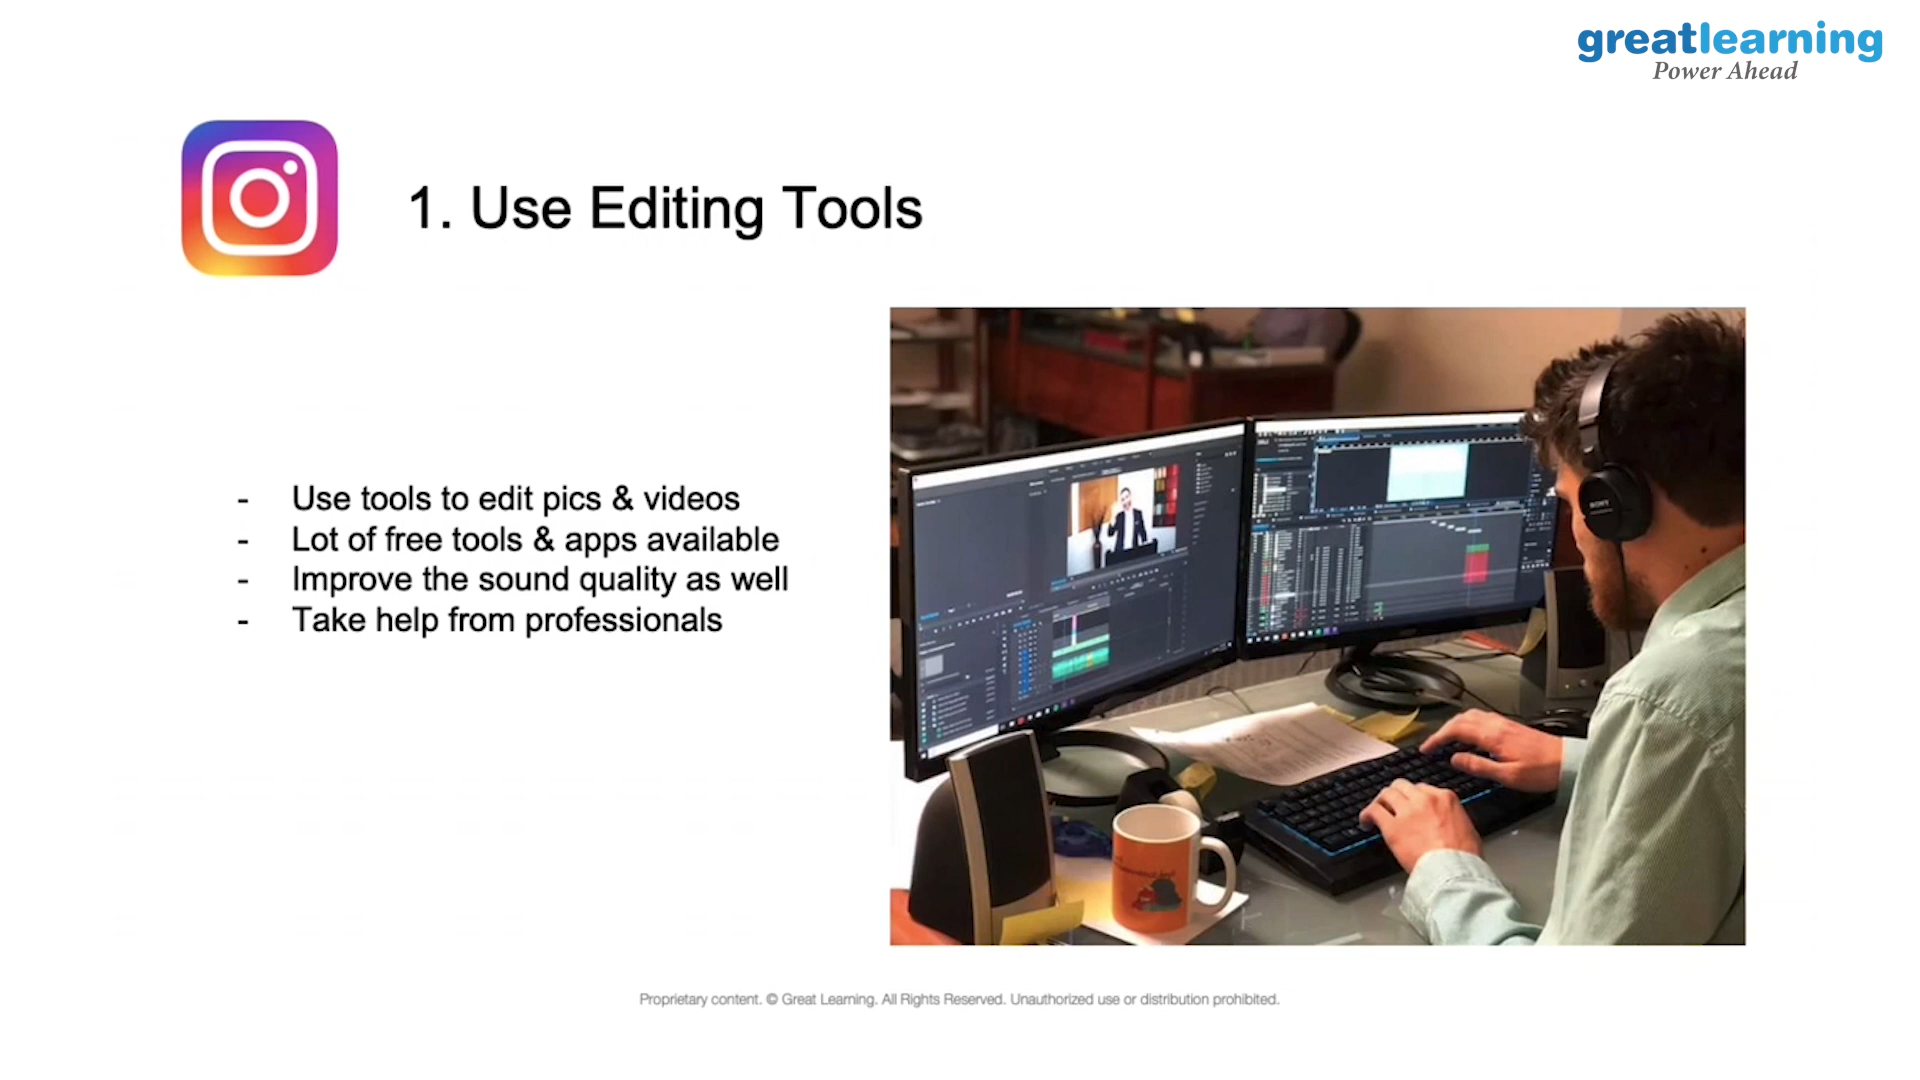 greatlearning
Power Ahead
1. Use Editing Tools
- Use tools to edit pics & videos
- Lot of free tools & apps available
- Improve the sound quality as well
- Take help from professionals
SONY
Proprietary content. © Great Learning. All Rights Reserved. Unauthorized use or distribution prohibited.